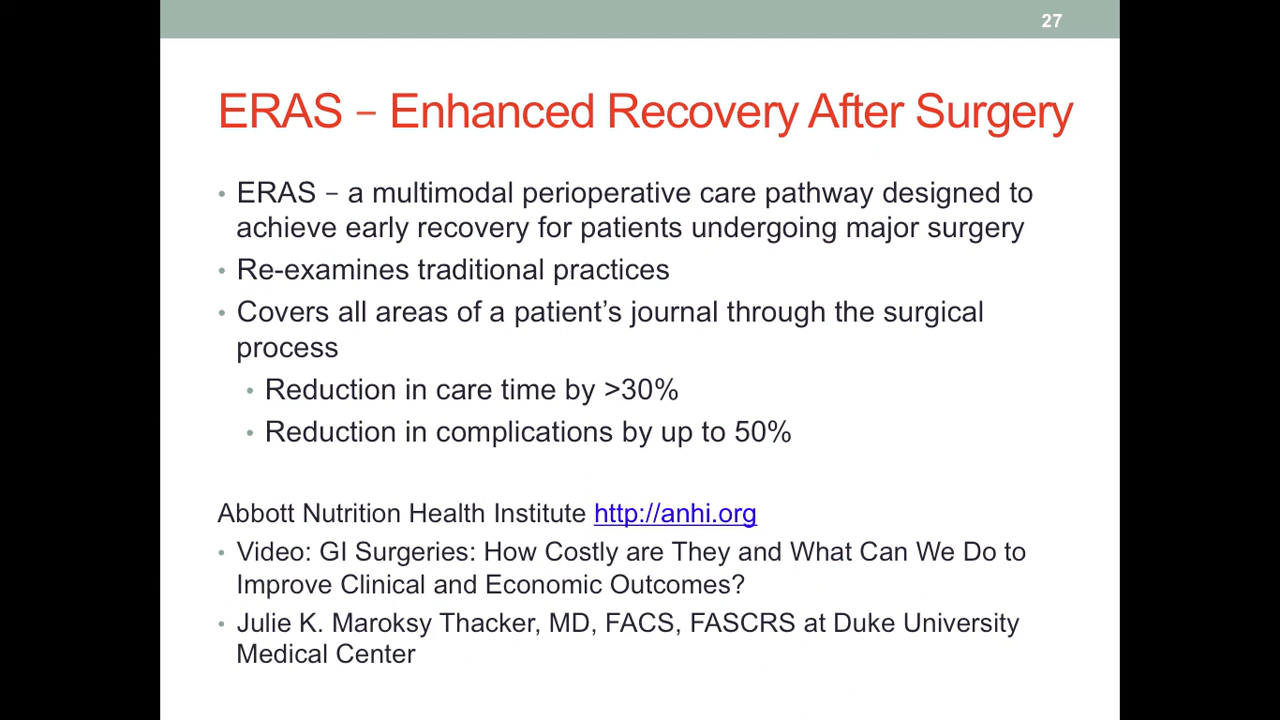 27
ERAS – Enhanced Recovery After Surgery
• ERAS – a multimodal perioperative care pathway designed to
achieve early recovery for patients undergoing major surgery
• Re-examines traditional practices
• Covers all areas of a patient’s journal through the surgical
process
• Reduction in care time by >30%
• Reduction in complications by up to 50%
Abbott Nutrition Health Institute http://anhi.org
• Video: GI Surgeries: How Costly are They and What Can We Do to
Improve Clinical and Economic Outcomes?
• Julie K. Maroksy Thacker, MD, FACS, FASCRS at Duke University
Medical Center